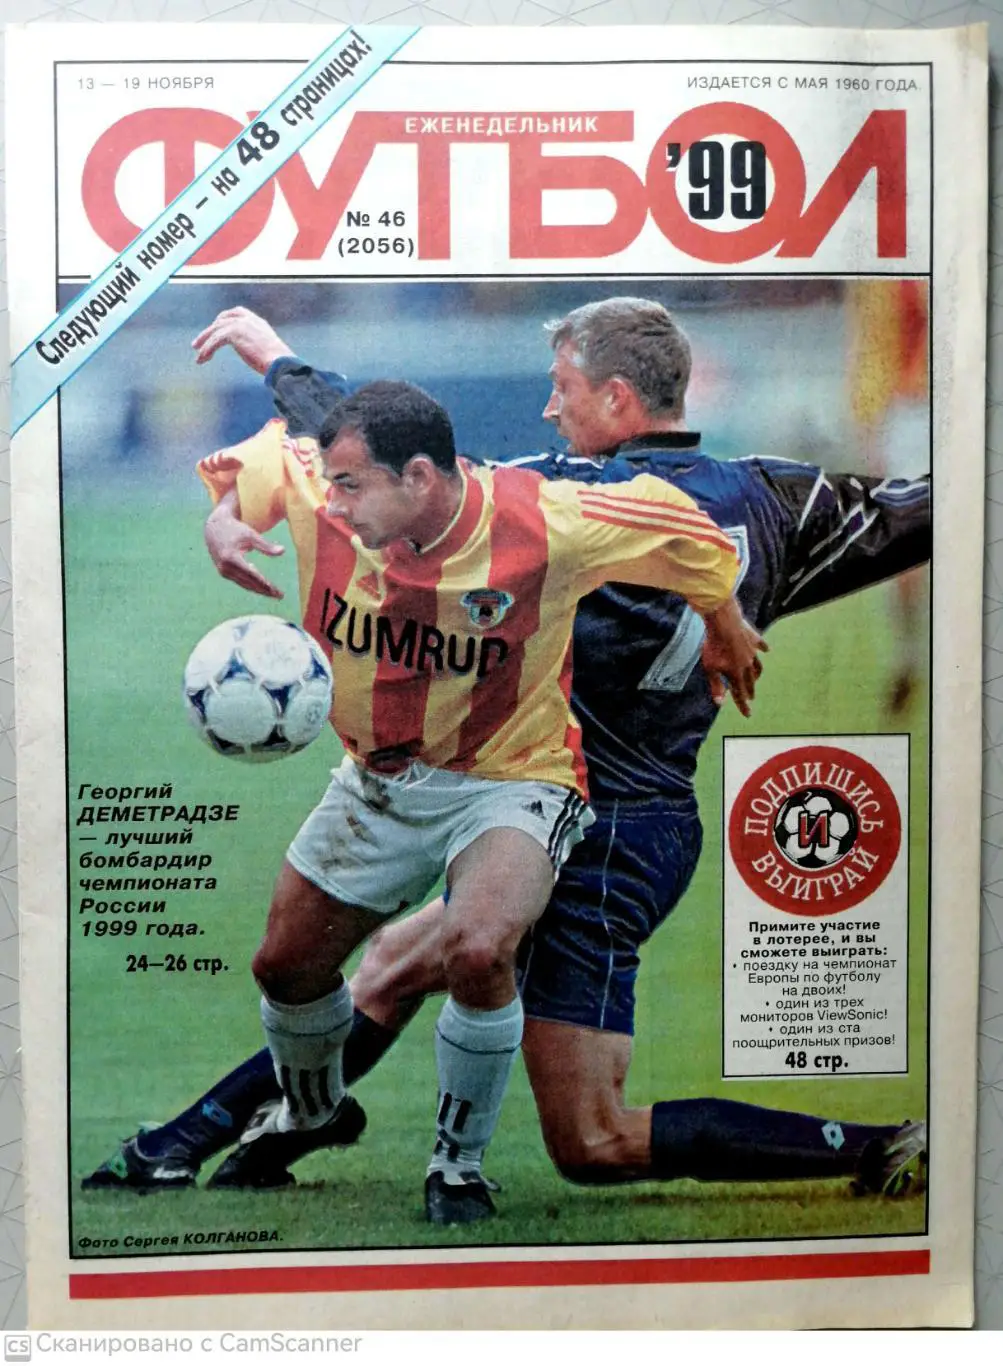 13 — 19 НОЯБРЯ
ИЗДАЕТСЯ С МАЯ 1960 ГОДА.
Следующий номер – на 48 страницах!
ЕЖЕНЕДЕЛЬНИК
ФУТБОЛ
'99
№ 46
(2056)
IZUMRUD
Георгий
ДЕМЕТРАДЗЕ
— лучший
бомбардир
чемпионата
России
1999 года.
24–26 стр.
ПОДПИШИСЬ
И
ВЫИГРАЙ
Примите участие
в лотерее, и вы
сможете выиграть:
• поездку на чемпионат
Европы по футболу
на двоих!
• один из трех
мониторов ViewSonic!
• один из ста
поощрительных призов!
48 стр.
Фото Сергея КОЛГАНОВА.
CS Сканировано с CamScanner